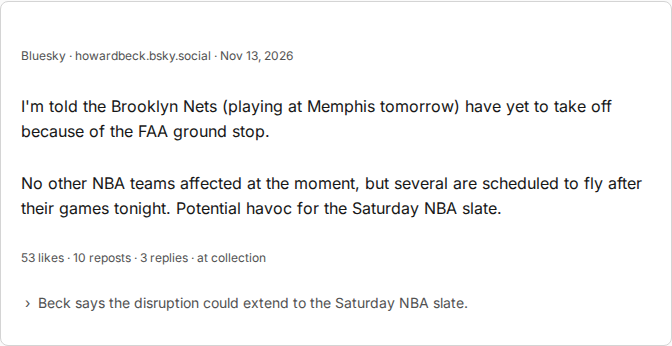 Bluesky · howardbeck.bsky.social · Nov 13, 2026
I'm told the Brooklyn Nets (playing at Memphis tomorrow) have yet to take off
because of the FAA ground stop.
No other NBA teams affected at the moment, but several are scheduled to fly after
their games tonight. Potential havoc for the Saturday NBA slate.
53 likes · 10 reposts · 3 replies · at collection
› Beck says the disruption could extend to the Saturday NBA slate.